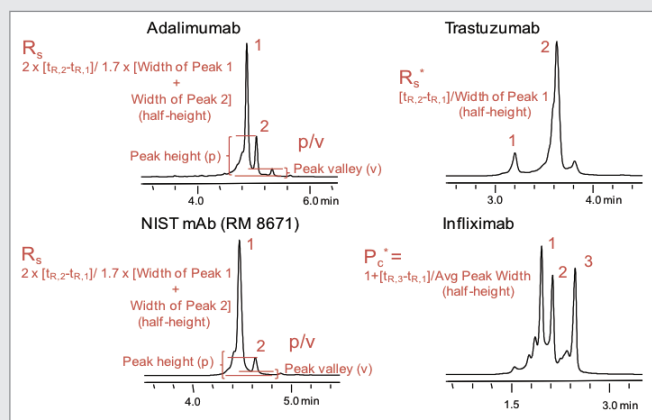 Adalimumab
Rs
2 x [tR,2-tR,1]/ 1.7 x [Width of Peak 1
+
Width of Peak 2]
(half-height)
1
2
p/v
Peak height (p)
Peak valley (v)
4.0
6.0 min
Trastuzumab
Rs*
[tR,2-tR,1]/Width of Peak 1
(half-height)
1
2
3.0
4.0 min
NIST mAb (RM 8671)
Rs
2 x [tR,2-tR,1]/ 1.7 x [Width of Peak 1
+
Width of Peak 2]
(half-height)
1
2
p/v
Peak height (p)
Peak valley (v)
4.0
5.0 min
Infliximab
Pc*=
1+[tR,3-tR,1]/Avg Peak Width
(half-height)
1
2
3
1.5
3.0 min